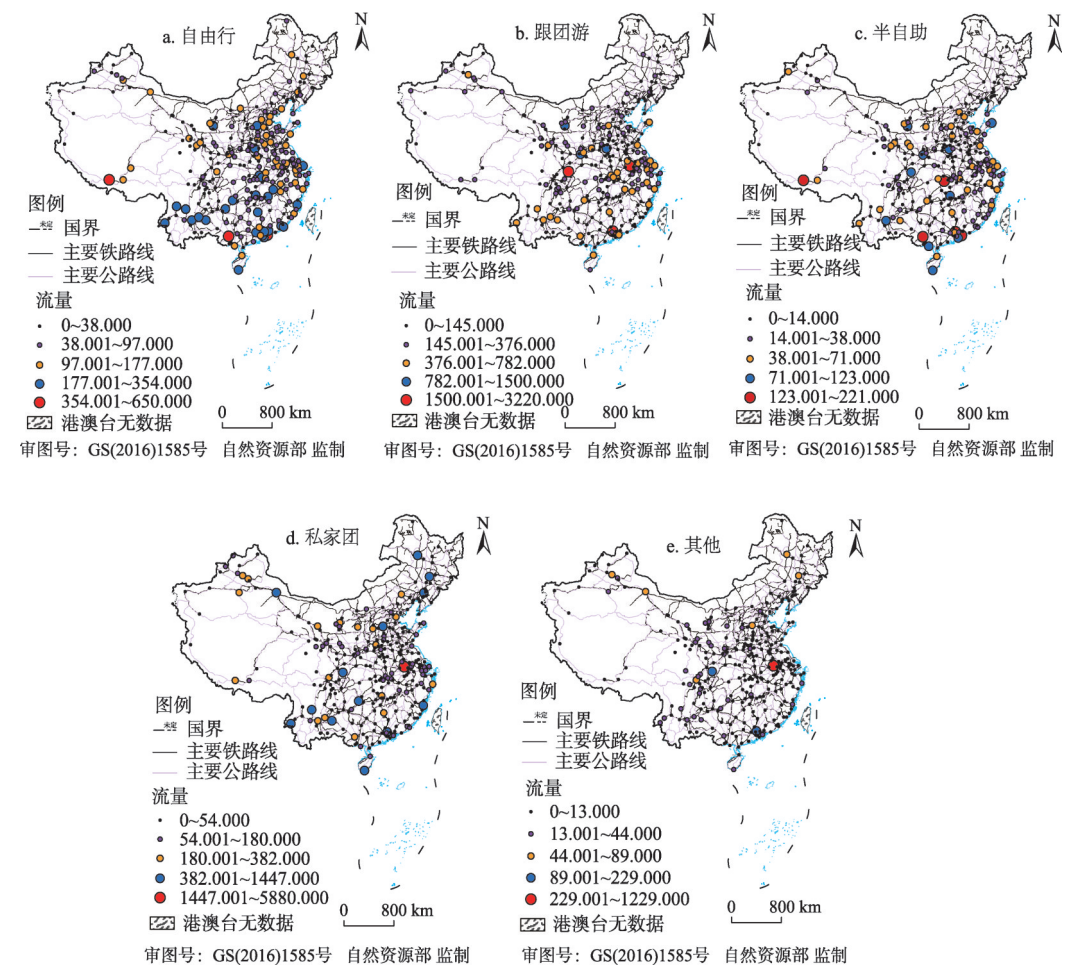 a. 自由行
N
图例
未定 国界
主要铁路线
主要公路线
流量
0~38.000
38.001~97.000
97.001~177.000
177.001~354.000
354.001~650.000
港澳台无数据
0 800 km
审图号：GS(2016)1585号 自然资源部 监制
b. 跟团游
N
图例
未定 国界
主要铁路线
主要公路线
流量
0~145.000
145.001~376.000
376.001~782.000
782.001~1500.000
1500.001~3220.000
港澳台无数据
0 800 km
审图号：GS(2016)1585号 自然资源部 监制
c. 半自助
N
图例
未定 国界
主要铁路线
主要公路线
流量
0~14.000
14.001~38.000
38.001~71.000
71.001~123.000
123.001~221.000
港澳台无数据
0 800 km
审图号：GS(2016)1585号 自然资源部 监制
d. 私家团
N
图例
未定 国界
主要铁路线
主要公路线
流量
0~54.000
54.001~180.000
180.001~382.000
382.001~1447.000
1447.001~5880.000
港澳台无数据
0 800 km
审图号：GS(2016)1585号 自然资源部 监制
e. 其他
N
图例
未定 国界
主要铁路线
主要公路线
流量
0~13.000
13.001~44.000
44.001~89.000
89.001~229.000
229.001~1229.000
港澳台无数据
0 800 km
审图号：GS(2016)1585号 自然资源部 监制